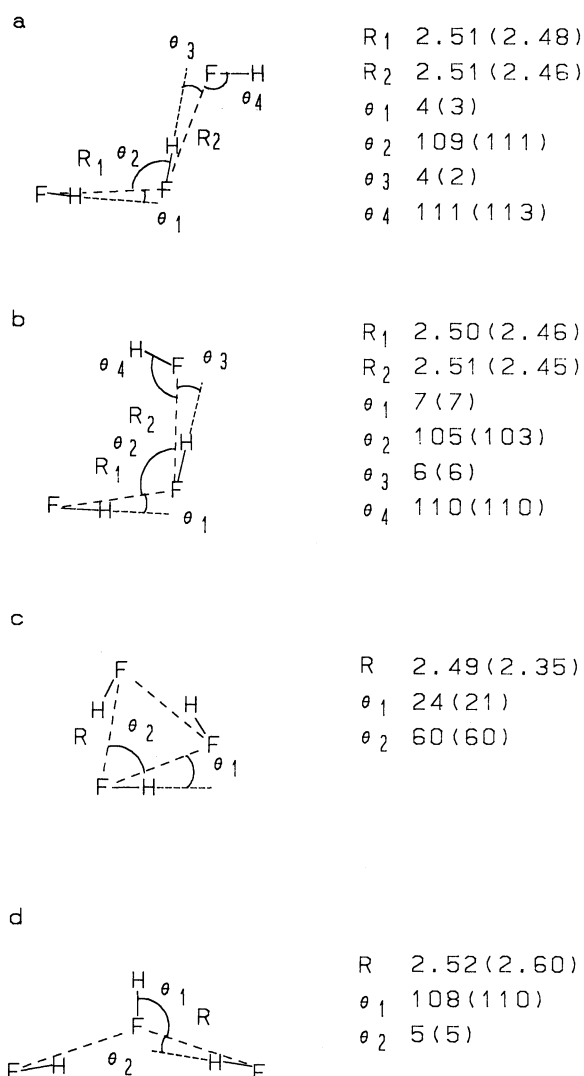 a
θ3
F H
θ4
H
R1 θ2 R2
F H F
θ1
R1 2.51(2.48)
R2 2.51(2.46)
θ1 4(3)
θ2 109(111)
θ3 4(2)
θ4 111(113)
b
H
F θ3
θ4
R2
θ2 H
R1
F
F H θ1
R1 2.50(2.46)
R2 2.51(2.45)
θ1 7(7)
θ2 105(103)
θ3 6(6)
θ4 110(110)
c
F
H H
R θ2 F
θ1
F H
R 2.49(2.35)
θ1 24(21)
θ2 60(60)
d
H
θ1
F R
θ2
F H H F
R 2.52(2.60)
θ1 108(110)
θ2 5(5)